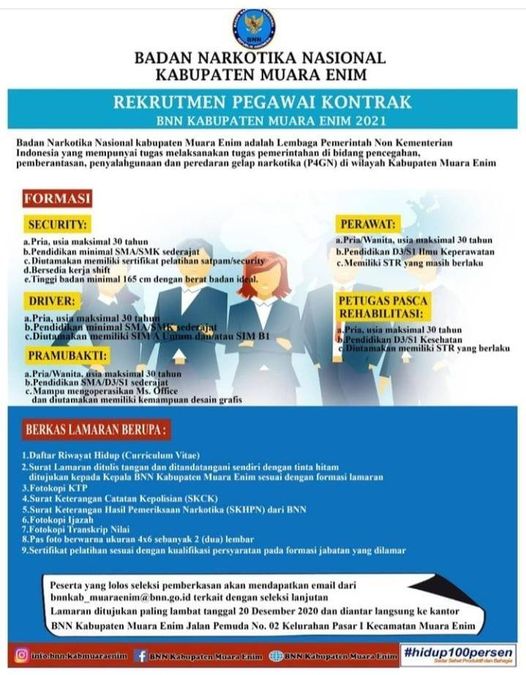 BNN
BADAN NARKOTIKA NASIONAL
KABUPATEN MUARA ENIM
REKRUTMEN PEGAWAI KONTRAK
BNN KABUPATEN MUARA ENIM 2021
Badan Narkotika Nasional kabupaten Muara Enim adalah Lembaga Pemerintah Non Kementerian
Indonesia yang mempunyai tugas melaksanakan tugas pemerintahan di bidang pencegahan,
pemberantasan, penyalahgunaan dan peredaran gelap narkotika (P4GN) di wilayah Kabupaten Muara Enim
FORMASI
SECURITY:
a.Pria, usia maksimal 30 tahun
b.Pendidikan minimal SMA/SMK sederajat
c.Diutamakan memiliki sertifikat pelatihan satpam/security
d.Bersedia kerja shift
e.Tinggi badan minimal 165 cm dengan berat badan ideal.
DRIVER:
a.Pria, usia maksimal 30 tahun
b.Pendidikan minimal SMA/SMK sederajat
c.Diutamakan memiliki SIM A Umum dan/atau SIM B1
PRAMUBAKTI:
a.Pria/Wanita, usia maksimal 30 tahun
b.Pendidikan SMA/D3/S1 sederajat
c.Mampu mengoperasikan Ms. Office
dan diutamakan memiliki kemampuan desain grafis
PERAWAT:
a.Pria/Wanita, usia maksimal 30 tahun
b.Pendidikan D3/S1 Ilmu Keperawatan
c.Memiliki STR yang masih berlaku
PETUGAS PASCA
REHABILITASI:
a.Pria, usia maksimal 30 tahun
b.Pendidikan D3/S1 Kesehatan
c.Diutamakan memiliki STR yang berlaku
BERKAS LAMARAN BERUPA :
1.Daftar Riwayat Hidup (Curriculum Vitae)
2.Surat Lamaran ditulis tangan dan ditandatangani sendiri dengan tinta hitam
ditujukan kepada Kepala BNN Kabupaten Muara Enim sesuai dengan formasi lamaran
3.Fotokopi KTP
4.Surat Keterangan Catatan Kepolisian (SKCK)
5.Surat Keterangan Hasil Pemeriksaan Narkotika (SKHPN) dari BNN
6.Fotokopi Ijazah
7.Fotokopi Transkrip Nilai
8.Pas foto berwarna ukuran 4x6 sebanyak 2 (dua) lembar
9.Sertifikat pelatihan sesuai dengan kualifikasi persyaratan pada formasi jabatan yang dilamar
Peserta yang lolos seleksi pemberkasan akan mendapatkan email dari
bnnkab_muaraenim@bnn.go.id terkait dengan seleksi lanjutan
Lamaran ditujukan paling lambat tanggal 20 Desember 2020 dan diantar langsung ke kantor
BNN Kabupaten Muara Enim Jalan Pemuda No. 02 Kelurahan Pasar I Kecamatan Muara Enim
info.bnn.kabmuaraenim
BNN Kabupaten Muara Enim
BNN Kabupaten Muara Enim
#hidup100persen
Sadar Sehat Produktif dan Bahagia